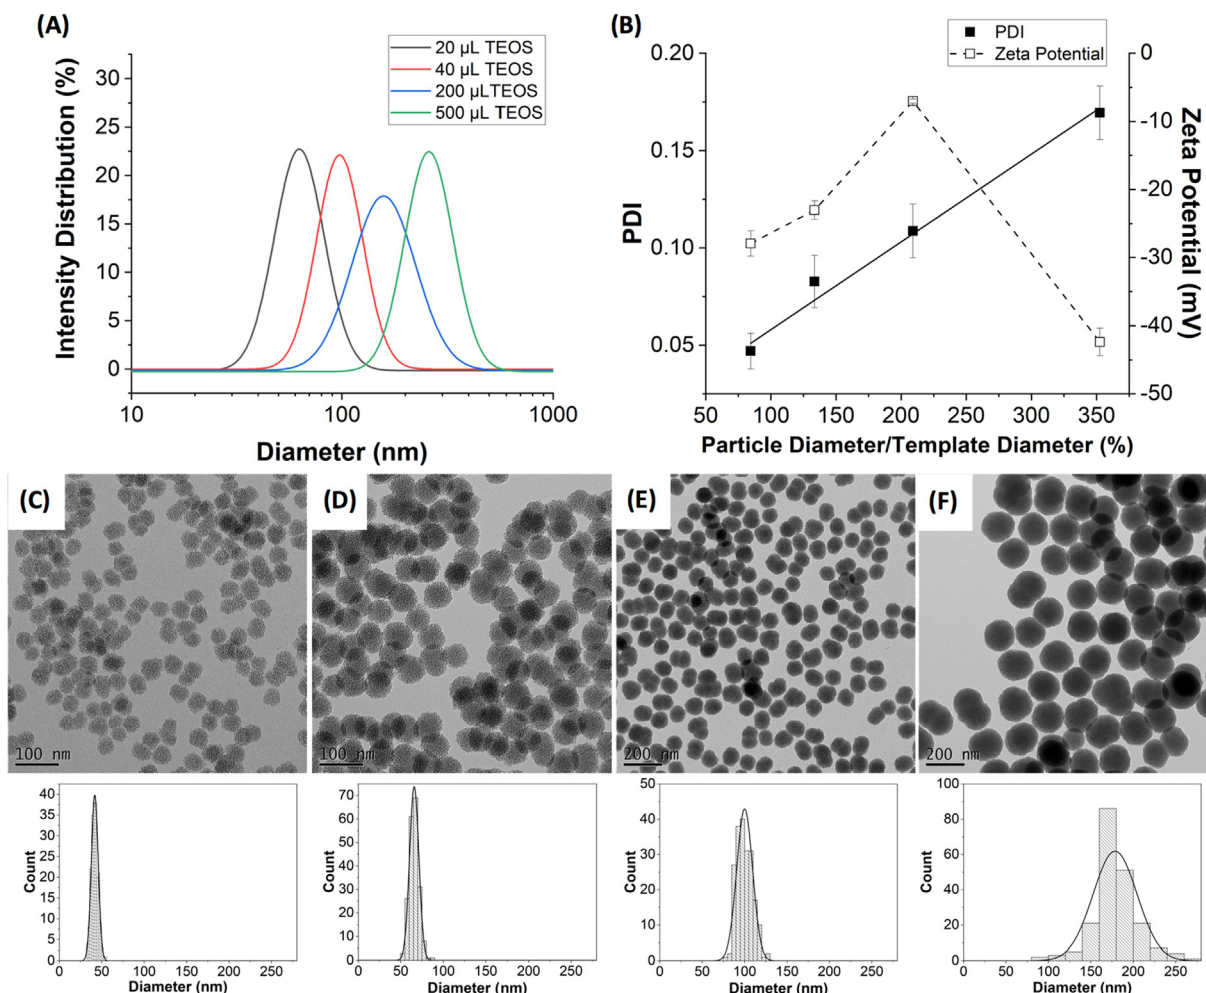 (A)
20 µL TEOS
40 µL TEOS
200 µLTEOS
500 µL TEOS
Intensity Distribution (%)
30
25
20
15
10
5
0
10
100
1000
Diameter (nm)
(B)
PDI
Zeta Potential
PDI
0.20
0.15
0.10
0.05
0
-10
-20
-30
-40
-50
Zeta Potential (mV)
50 100 150 200 250 300 350
Particle Diameter/Template Diameter (%)
(C)
100 nm
(D)
100 nm
(E)
200 nm
(F)
200 nm
Count
40
35
30
25
20
15
10
5
0
0 50 100 150 200 250
Diameter (nm)
Count
70
60
50
40
30
20
10
0
0 50 100 150 200 250
Diameter (nm)
Count
50
40
30
20
10
0
0 50 100 150 200 250
Diameter (nm)
Count
100
80
60
40
20
0
0 50 100 150 200 250
Diameter (nm)